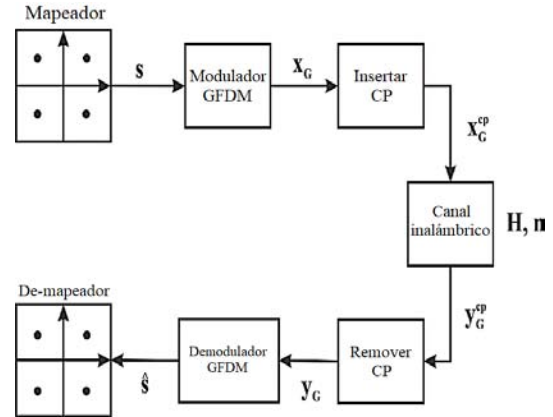 Mapeador
s
Modulador
GFDM
x_G
Insertar
CP
x_G^cp
Canal
inalámbrico
H, n
y_G^cp
De-mapeador
ŝ
Demodulador
GFDM
y_G
Remover
CP